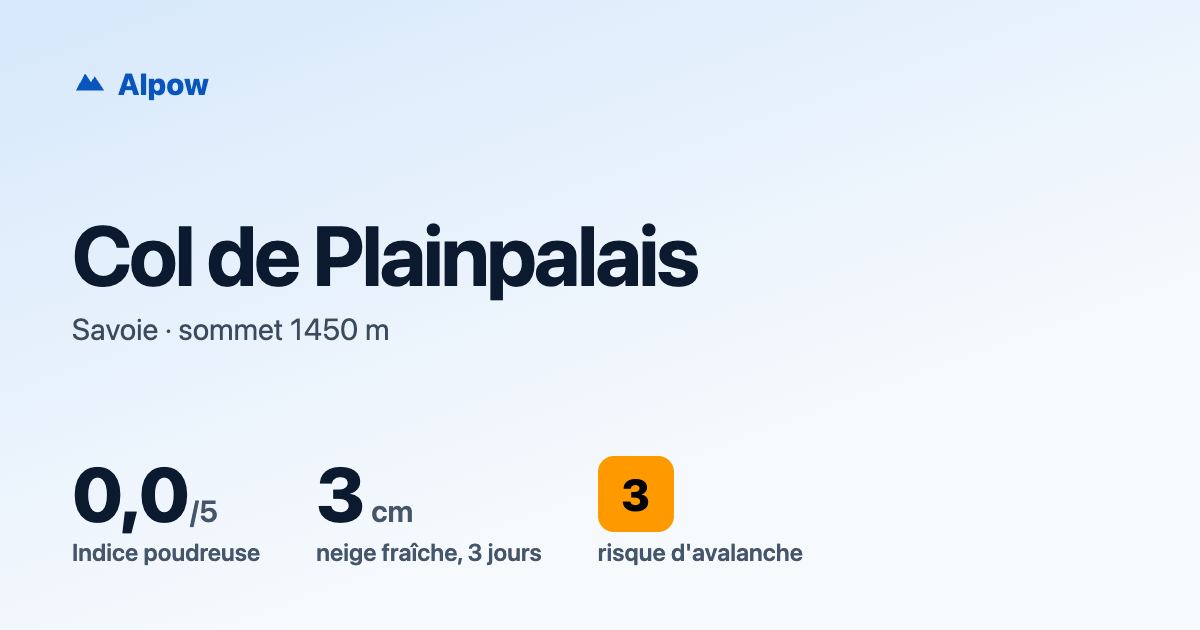 Alpow
Col de Plainpalais
Savoie · sommet 1450 m
0,0/5
Indice poudreuse
3 cm
neige fraîche, 3 jours
3
risque d'avalanche